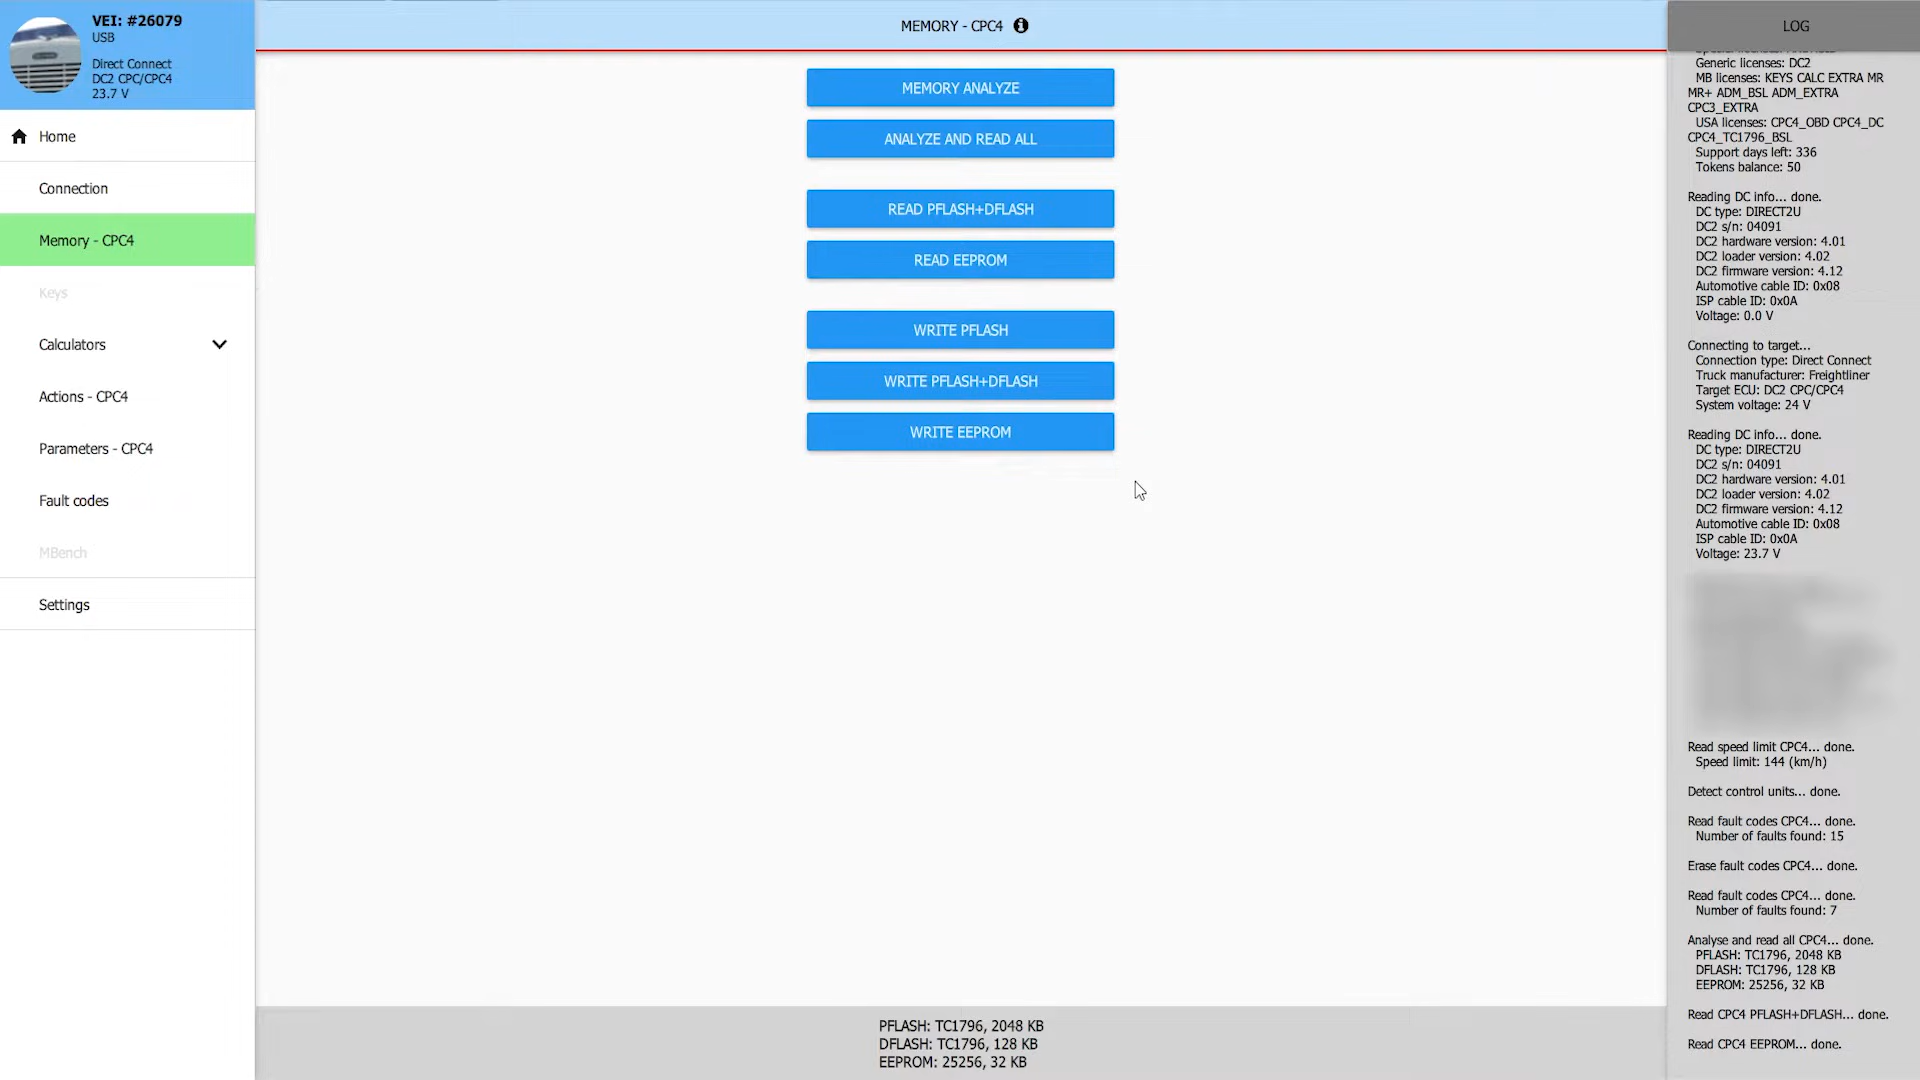 VEI: #26079
USB
Direct Connect
DC2 CPC/CPC4
23.7 V
Home
Connection
Memory - CPC4
Keys
Calculators
Actions - CPC4
Parameters - CPC4
Fault codes
MBench
Settings
MEMORY - CPC4
MEMORY ANALYZE
ANALYZE AND READ ALL
READ PFLASH+DFLASH
READ EEPROM
WRITE PFLASH
WRITE PFLASH+DFLASH
WRITE EEPROM
PFLASH: TC1796, 2048 KB
DFLASH: TC1796, 128 KB
EEPROM: 25256, 32 KB
LOG
Generic licenses: DC2
MB licenses: KEYS CALC EXTRA MR
MR+ ADM_BSL ADM_EXTRA
CPC3_EXTRA
USA licenses: CPC4_OBD CPC4_DC
CPC4_TC1796_BSL
Support days left: 336
Tokens balance: 50
Reading DC info... done.
DC type: DIRECT2U
DC2 s/n: 04091
DC2 hardware version: 4.01
DC2 loader version: 4.02
DC2 firmware version: 4.12
Automotive cable ID: 0x08
ISP cable ID: 0x0A
Voltage: 0.0 V
Connecting to target...
Connection type: Direct Connect
Truck manufacturer: Freightliner
Target ECU: DC2 CPC/CPC4
System voltage: 24 V
Reading DC info... done.
DC type: DIRECT2U
DC2 s/n: 04091
DC2 hardware version: 4.01
DC2 loader version: 4.02
DC2 firmware version: 4.12
Automotive cable ID: 0x08
ISP cable ID: 0x0A
Voltage: 23.7 V
Read speed limit CPC4... done.
Speed limit: 144 (km/h)
Detect control units... done.
Read fault codes CPC4... done.
Number of faults found: 15
Erase fault codes CPC4... done.
Read fault codes CPC4... done.
Number of faults found: 7
Analyse and read all CPC4... done.
PFLASH: TC1796, 2048 KB
DFLASH: TC1796, 128 KB
EEPROM: 25256, 32 KB
Read CPC4 PFLASH+DFLASH... done.
Read CPC4 EEPROM... done.